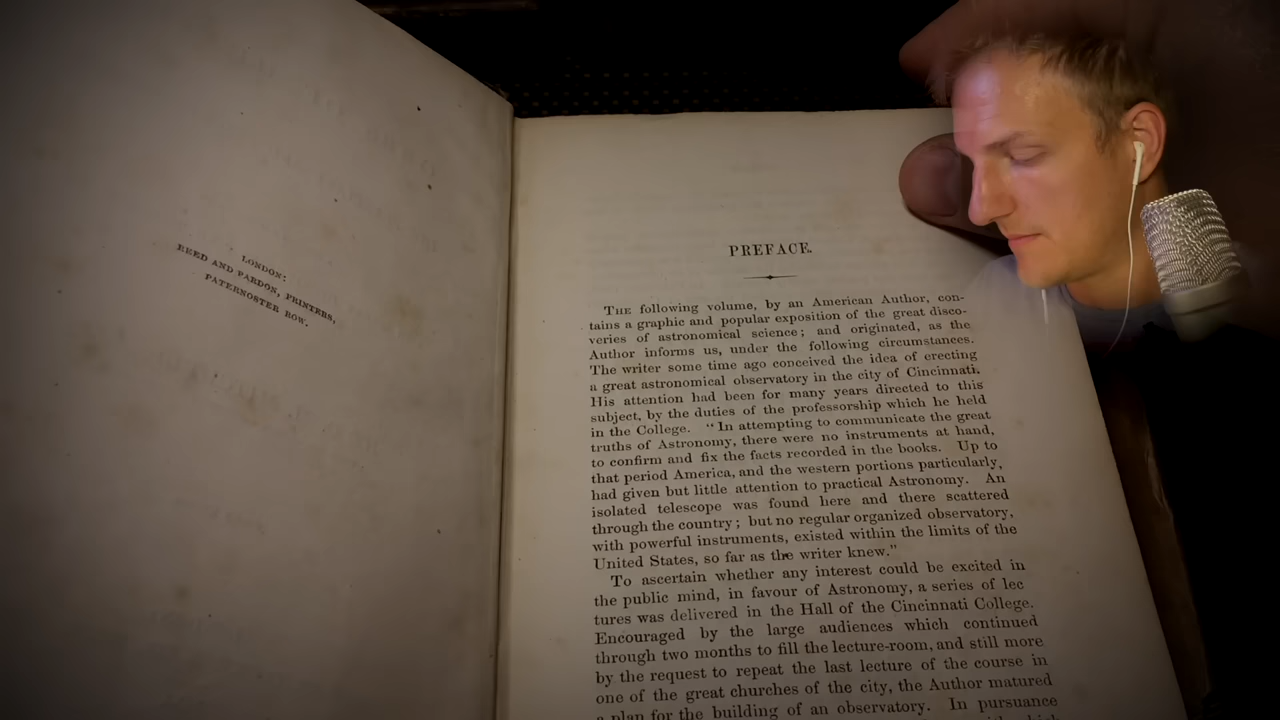 LONDON:
REED AND PARDON, PRINTERS,
PATERNOSTER ROW.
PREFACE.
THE following volume, by an American Author, con-
tains a graphic and popular exposition of the great disco-
veries of astronomical science; and originated, as the
Author informs us, under the following circumstances.
The writer some time ago conceived the idea of erecting
a great astronomical observatory in the city of Cincinnati.
His attention had been for many years directed to this
subject, by the duties of the professorship which he held
in the College. “In attempting to communicate the great
truths of Astronomy, there were no instruments at hand,
to confirm and fix the facts recorded in the books. Up to
that period America, and the western portions particularly,
had given but little attention to practical Astronomy. An
isolated telescope was found here and there scattered
through the country; but no regular organized observatory,
with powerful instruments, existed within the limits of the
United States, so far as the writer knew.”
To ascertain whether any interest could be excited in
the public mind, in favour of Astronomy, a series of lec
tures was delivered in the Hall of the Cincinnati College.
Encouraged by the large audiences which continued
through two months to fill the lecture-room, and still more
by the request to repeat the last lecture of the course in
one of the great churches of the city, the Author matured
a plan for the building of an observatory. In pursuance